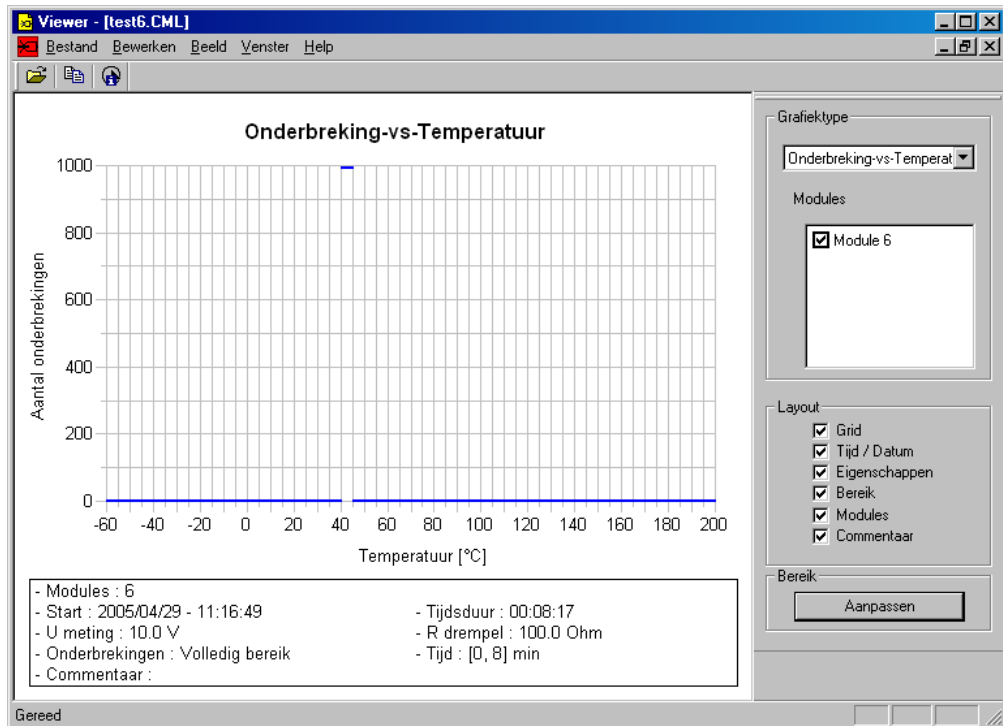 Viewer - [test6.CML]
Bestand Bewerken Beeld Venster Help
Onderbreking-vs-Temperatuur
Aantal onderbrekingen
1000
800
600
400
200
0
-60 -40 -20 0 20 40 60 80 100 120 140 160 180 200
Temperatuur [°C]
- Modules : 6
- Start : 2005/04/29 - 11:16:49 - Tijdsduur : 00:08:17
- U meting : 10.0 V - R drempel : 100.0 Ohm
- Onderbrekingen : Volledig bereik - Tijd : [0, 8] min
- Commentaar :
Grafiektype
Onderbreking-vs-Temperat
Modules
Module 6
Layout
Grid
Tijd / Datum
Eigenschappen
Bereik
Modules
Commentaar
Bereik
Aanpassen
Gereed